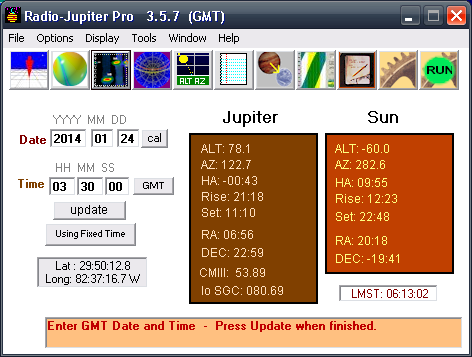 Radio-Jupiter Pro 3.5.7 (GMT)
File Options Display Tools Window Help
ALT AZ
RUN
YYYY MM DD
Date 2014 01 24 cal
HH MM SS
Time 03 30 00 GMT
update
Using Fixed Time
Lat : 29:50:12.8
Long: 82:37:16.7 W
Jupiter
ALT: 78.1
AZ: 122.7
HA: -00:43
Rise: 21:18
Set: 11:10
RA: 06:56
DEC: 22:59
CMIII: 53.89
Io SGC: 080.69
Sun
ALT: -60.0
AZ: 282.6
HA: 09:55
Rise: 12:23
Set: 22:48
RA: 20:18
DEC: -19:41
LMST: 06:13:02
Enter GMT Date and Time - Press Update when finished.